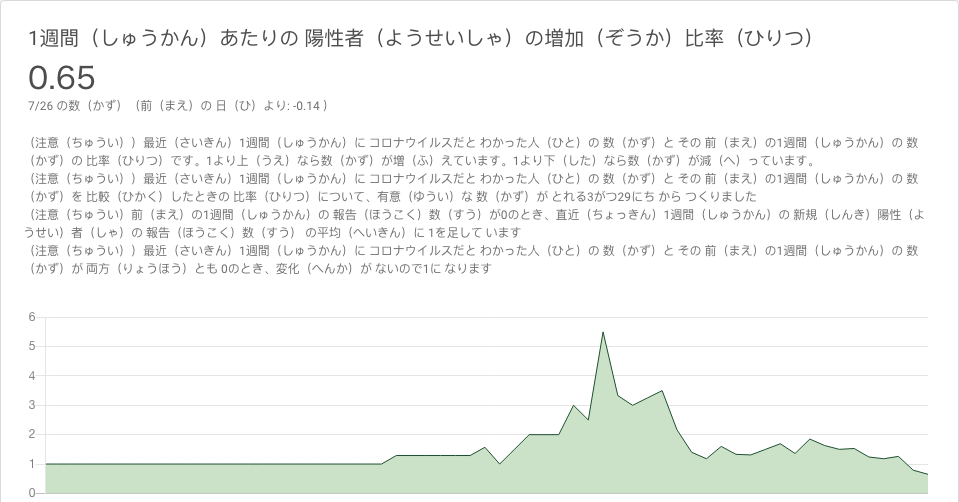 1週間（しゅうかん）あたりの 陽性者（ようせいしゃ）の増加（ぞうか）比率（ひりつ）
0.65
7/26 の数（かず）（前（まえ）の 日（ひ）より: -0.14 ）
（注意（ちゅうい））最近（さいきん）1週間（しゅうかん）に コロナウイルスだと わかった人（ひと）の 数（かず）と その 前（まえ）の1週間（しゅうかん）の 数
（かず）の 比率（ひりつ）です。1より上（うえ）なら数（かず）が増（ふ）えています。1より下（した）なら数（かず）が減（へ）っています。
（注意（ちゅうい））最近（さいきん）1週間（しゅうかん）に コロナウイルスだと わかった人（ひと）の 数（かず）と その 前（まえ）の1週間（しゅうかん）の 数
（かず）を 比較（ひかく）したときの 比率（ひりつ）について、有意（ゆうい）な 数（かず）が とれる3がつ29にち から つくりました
（注意（ちゅうい）前（まえ）の1週間（しゅうかん）の 報告（ほうこく）数（すう）が0のとき、直近（ちょっきん）1週間（しゅうかん）の 新規（しんき）陽性（よ
うせい）者（しゃ）の 報告（ほうこく）数（すう） の平均（へいきん）に 1を足して います
（注意（ちゅうい））最近（さいきん）1週間（しゅうかん）に コロナウイルスだと わかった人（ひと）の 数（かず）と その 前（まえ）の1週間（しゅうかん）の 数
（かず）が 両方（りょうほう）とも 0のとき、変化（へんか）が ないので1に なります
6
5
4
3
2
1
0